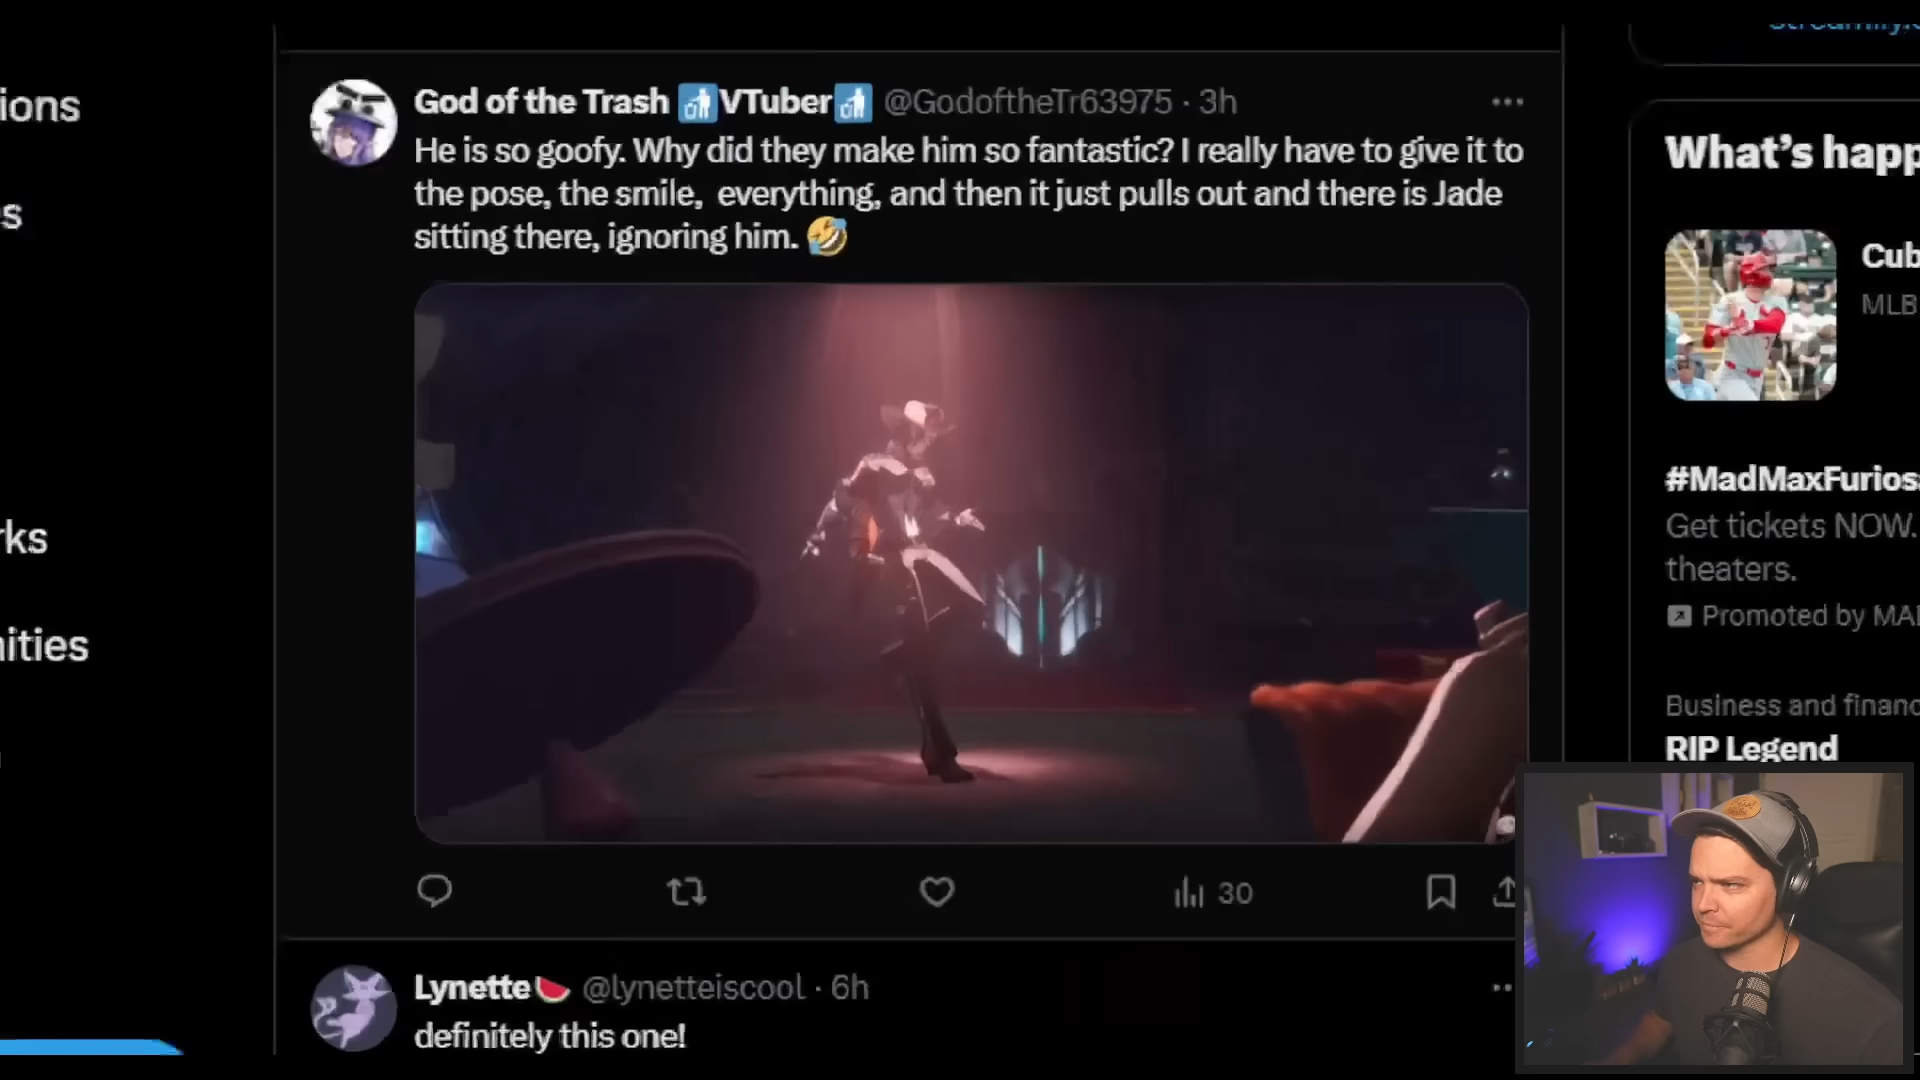 Streamily.
ions
s
rks
nities
God of the Trash 🚮VTuber🚮 @GodoftheTr63975 · 3h
He is so goofy. Why did they make him so fantastic? I really have to give it to
the pose, the smile,  everything, and then it just pulls out and there is Jade
sitting there, ignoring him. 🤣
30
Lynette🍉 @lynetteiscool · 6h
definitely this one!
What's happ
Cub
MLB
#MadMaxFurios
Get tickets NOW.
theaters.
Promoted by MA
Business and financ
RIP Legend